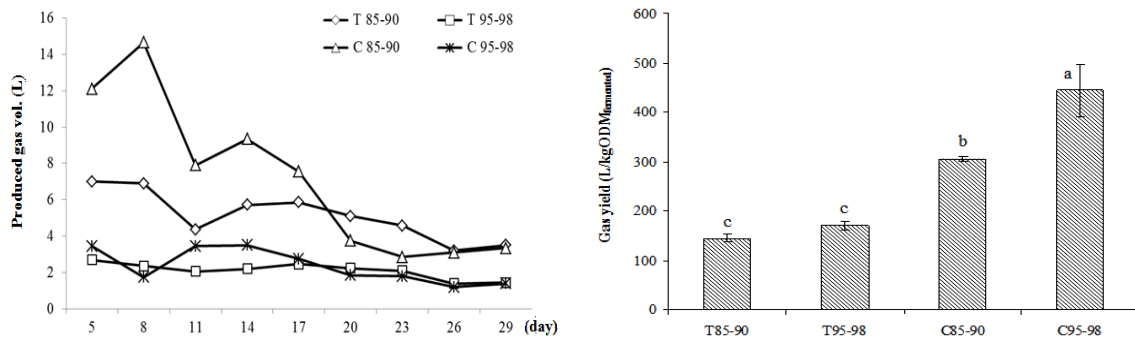 Produced gas vol. (L)
16
14
12
10
8
6
4
2
0
T 85-90
T 95-98
C 85-90
C 95-98
5 8 11 14 17 20 23 26 29 (day)
Gas yield (L/kgODMfermented)
600
500
400
300
200
100
0
c
c
b
a
T85-90 T95-98 C85-90 C95-98